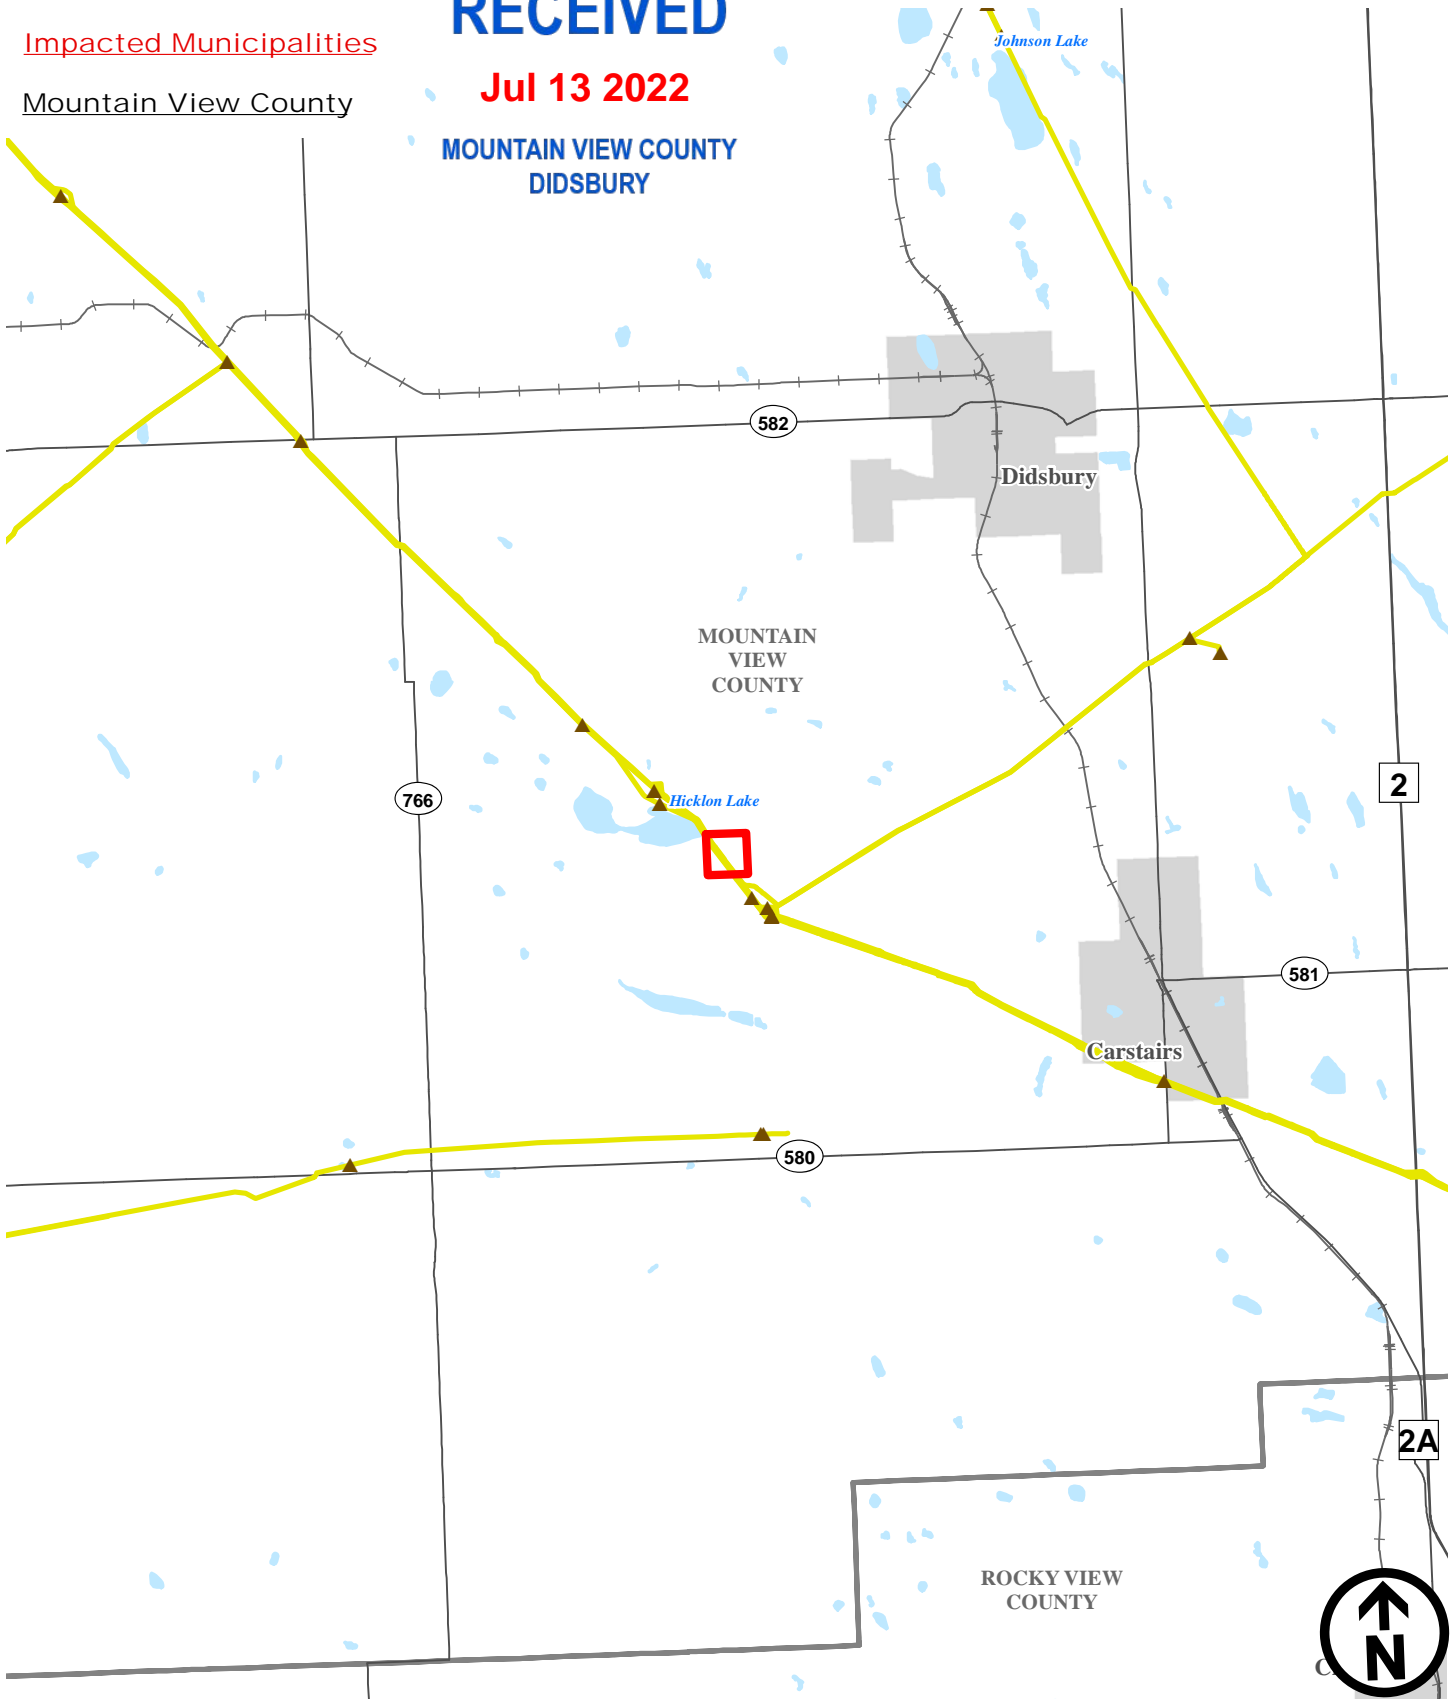 RECEIVED
Impacted Municipalities
Jul 13 2022
Mountain View County
MOUNTAIN VIEW COUNTY
DIDSBURY
Johnson Lake
582
Didsbury
MOUNTAIN
VIEW
COUNTY
2
766
Hicklon Lake
581
Carstairs
580
2A
ROCKY VIEW
COUNTY
N